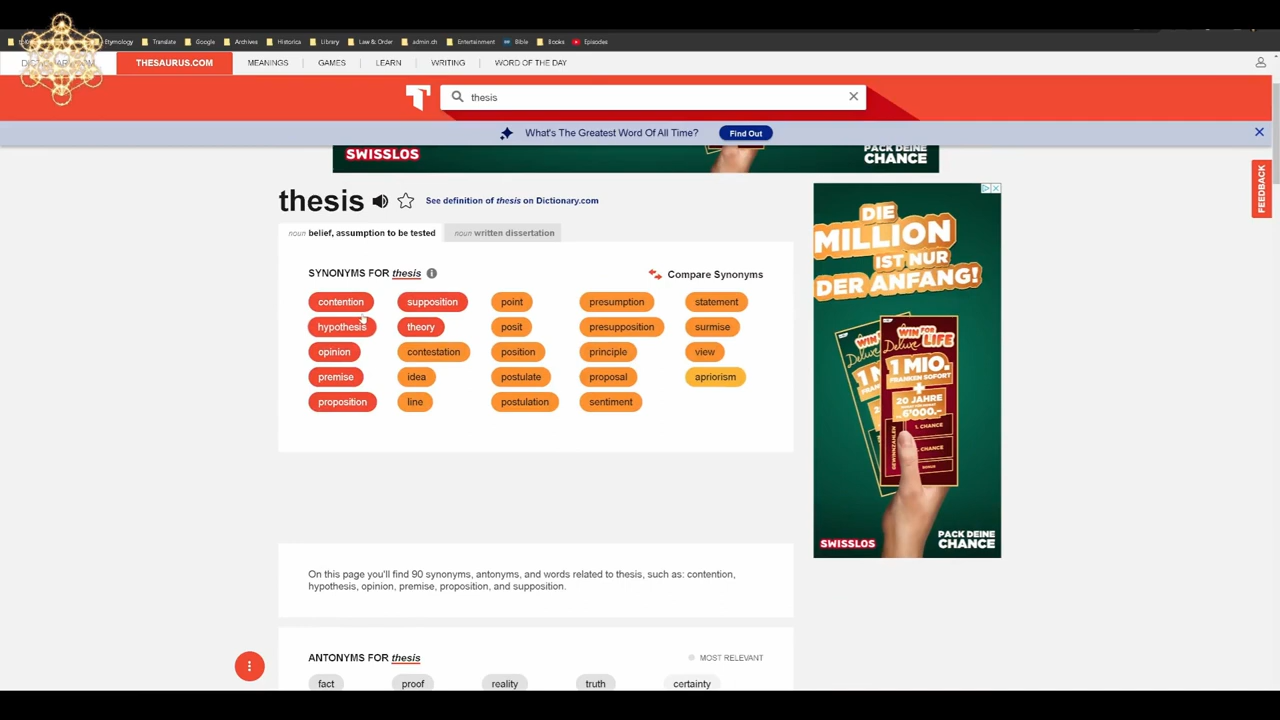 Etymology Translate Google Archives Historica Library Law & Order admin.ch Entertainment Bible Books Episodes
THESAURUS.COM MEANINGS GAMES LEARN WRITING WORD OF THE DAY
thesis
What's The Greatest Word Of All Time? Find Out
SWISSLOS PACK DEINE CHANCE
FEEDBACK
thesis See definition of thesis on Dictionary.com
noun belief, assumption to be tested noun written dissertation
SYNONYMS FOR thesis Compare Synonyms
contention supposition point presumption statement
hypothesis theory posit presupposition surmise
opinion contestation position principle view
premise idea postulate proposal apriorism
proposition line postulation sentiment
DIE
MILLION
IST NUR
DER ANFANG!
WIN FOR
LIFE
Deluxe
1 MIO.
FRANKEN SOFORT
+
20 JAHRE
6'000.-
GEWINNZAHLEN
1. CHANCE
BONUS
SWISSLOS PACK DEINE
CHANCE
On this page you'll find 90 synonyms, antonyms, and words related to thesis, such as: contention,
hypothesis, opinion, premise, proposition, and supposition.
ANTONYMS FOR thesis MOST RELEVANT
fact proof reality truth certainty